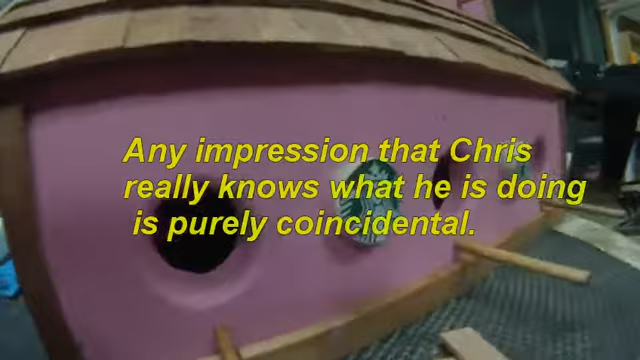 Any impression that Chris
really knows what he is doing
is purely coincidental.